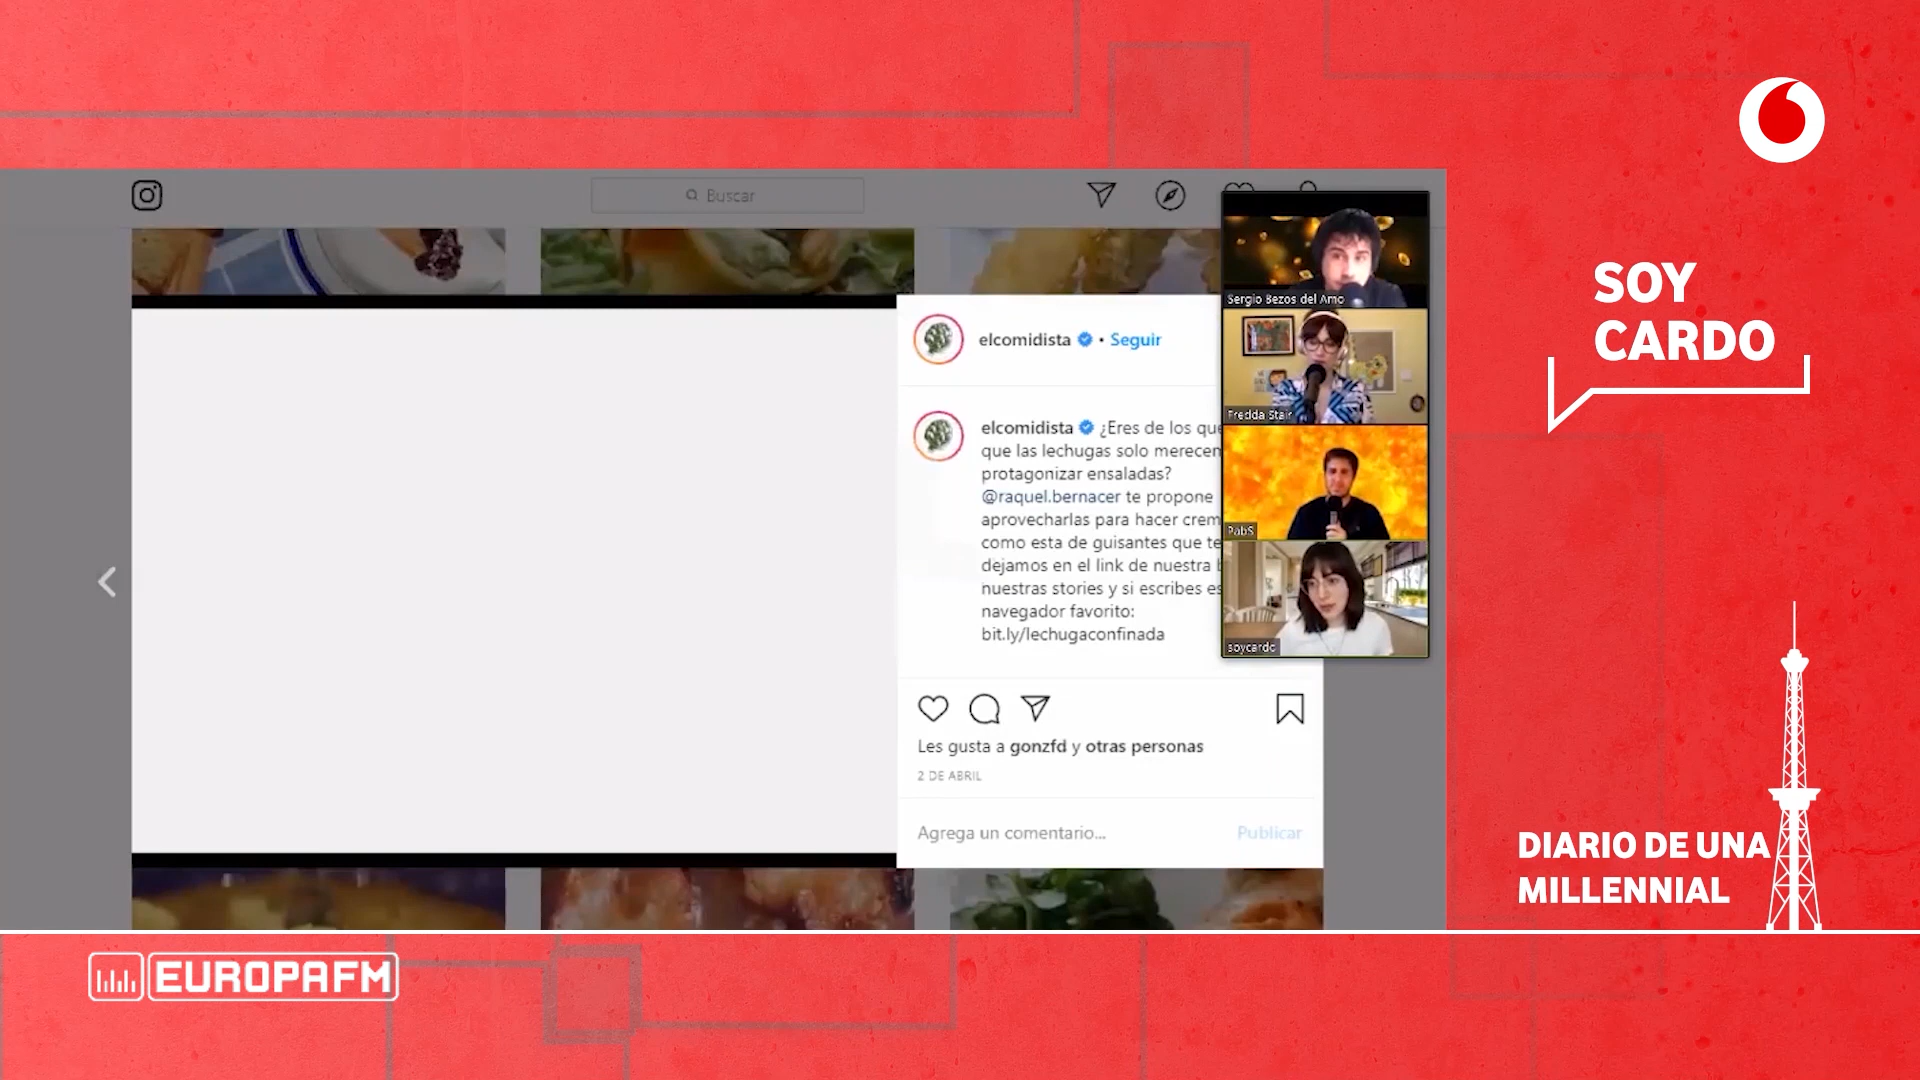 Buscar
SOY
CARDO
Sergio Bezos del Amo
Fredda Stair
PabS
soycardo
elcomidista • Seguir
elcomidista ¿Eres de los que
que las lechugas solo merecen
protagonizar ensaladas?
@raquel.bernacer te propone
aprovecharlas para hacer crem
como esta de guisantes que te
dejamos en el link de nuestra b
nuestras stories y si escribes es
navegador favorito:
bit.ly/lechugaconfinada
Les gusta a gonzfd y otras personas
2 DE ABRIL
Agrega un comentario... Publicar
DIARIO DE UNA
MILLENNIAL
EUROPAFM